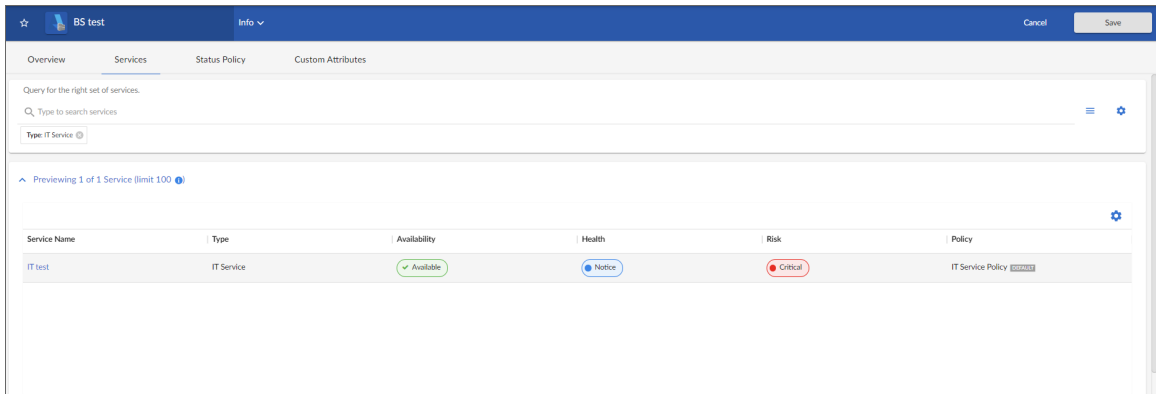 BS test
Info
Cancel
Save
Overview
Services
Status Policy
Custom Attributes
Query for the right set of services.
Type to search services
Type: IT Service
Previewing 1 of 1 Service (limit 100 )
Service Name Type Availability Health Risk Policy
IT test IT Service Available Notice Critical IT Service Policy DEFAULT